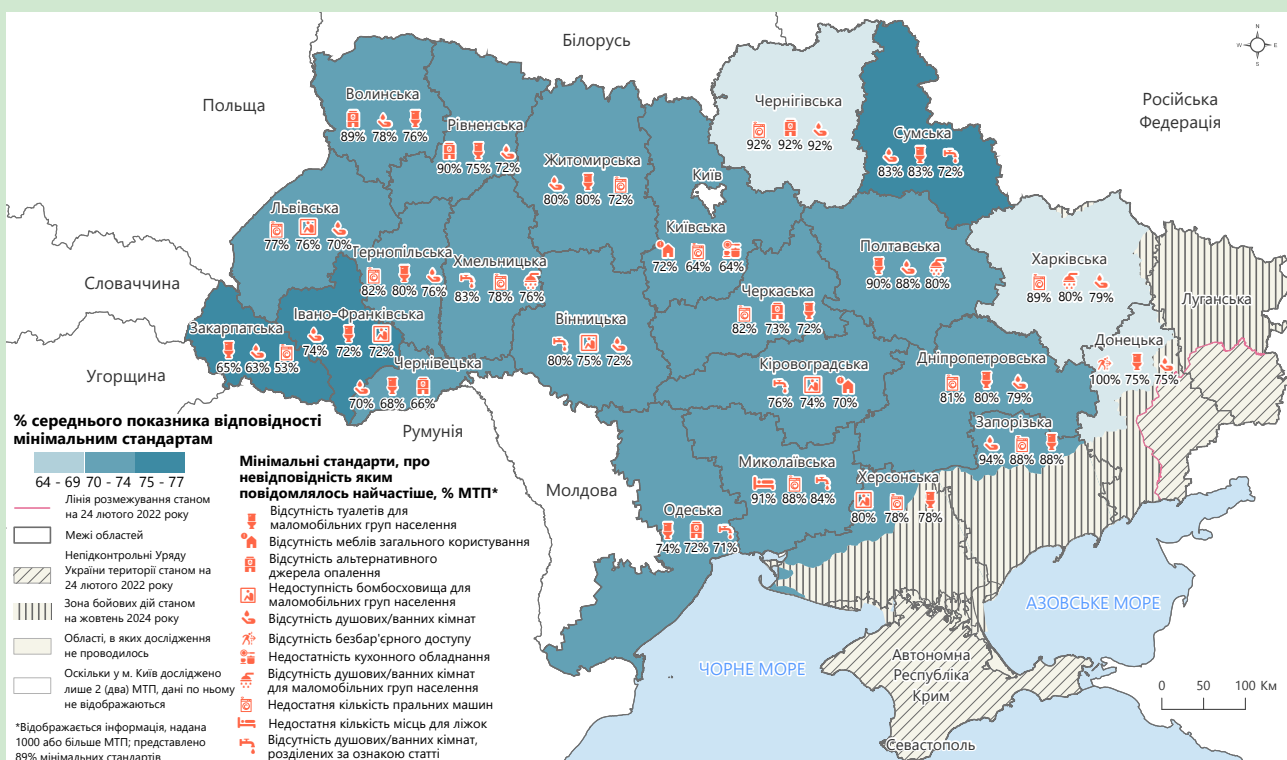 Білорусь
Польща
Російська
Федерація
Словаччина
Угорщина
Румунія
Молдова
ЧОРНЕ МОРЕ
АЗОВСЬКЕ МОРЕ
N
W
E
S
Волинська
89% 78% 76%
Рівненська
90% 75% 72%
Житомирська
80% 80% 72%
Київ
Київська
72% 64% 64%
Чернігівська
92% 92% 92%
Сумська
83% 83% 72%
Львівська
77% 76% 70%
Тернопільська
82% 80% 76%
Хмельницька
83% 78% 76%
Полтавська
90% 88% 80%
Харківська
89% 80% 79%
Луганська
Закарпатська
65% 63% 53%
Івано-Франківська
74% 72% 72%
Чернівецька
70% 68% 66%
Вінницька
80% 75% 72%
Черкаська
82% 73% 72%
Кіровоградська
76% 74% 70%
Дніпропетровська
81% 80% 79%
Донецька
100% 75% 75%
Запорізька
94% 88% 88%
Миколаївська
91% 88% 84%
Херсонська
80% 78% 78%
Одеська
74% 72% 71%
Автономна
Республіка
Крим
Севастополь
% середнього показника відповідності
мінімальним стандартам
64 - 69 70 - 74 75 - 77
Лінія розмежування станом
на 24 лютого 2022 року
Межі областей
Непідконтрольні Уряду
України території станом на
24 лютого 2022 року
Зона бойових дій станом
на жовтень 2024 року
Області, в яких дослідження
не проводилось
Оскільки у м. Київ досліджено
лише 2 (два) МТП, дані по ньому
не відображаються
*Відображається інформація, надана
1000 або більше МТП; представлено
89% мінімальних стандартів
Мінімальні стандарти, про
невідповідність яким
повідомлялось найчастіше, % МТП*
Відсутність туалетів для
маломобільних груп населення
Відсутність меблів загального користування
Відсутність альтернативного
джерела опалення
Недоступність бомбосховища для
маломобільних груп населення
Відсутність душових/ванних кімнат
Відсутність безбар'єрного доступу
Недостатність кухонного обладнання
Відсутність душових/ванних кімнат
для маломобільних груп населення
Недостатня кількість пральних машин
Недостатня кількість місць для ліжок
Відсутність душових/ванних кімнат,
розділених за ознакою статті
0 50 100 Км